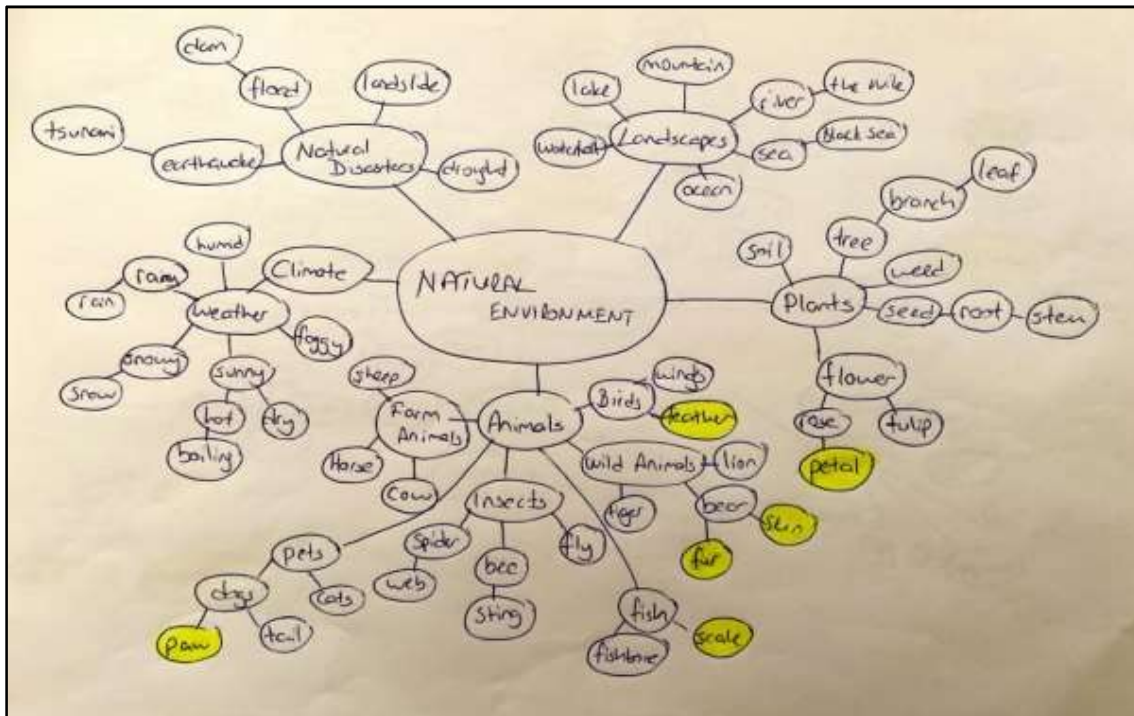 dam
flood
landslide
tsunami
earthquake
NATURAL
DISASTERS
mountain
lake
river
the Nile
Landscapes
Black Sea
sea
ocean
leaf
branch
tree
soil
weed
Plants
seed
root
stem
flower
rose
tulip
petal
humid
Climate
rainy
rain
Weather
foggy
snowy
snow
sunny
hot
dry
boiling
NATURAL
ENVIRONMENT
sheep
Farm
Animals
Horse
cow
Animals
Birds
wings
feather
Wild Animals
lion
tiger
bear
skin
fur
Insects
Spider
web
bee
Sting
fly
pets
dogs
cats
paw
tail
fish
scale
fishbone